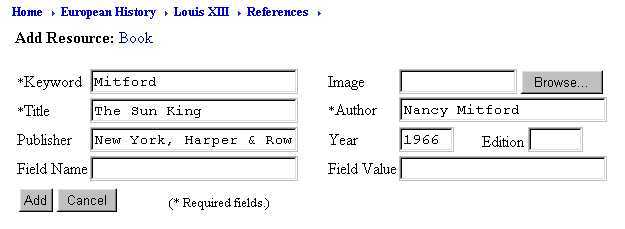 Home › European History › Louis XIII › References ›
Add Resource: Book
*Keyword Mitford Image Browse...
*Title The Sun King *Author Nancy Mitford
Publisher New York, Harper & Row Year 1966 Edition
Field Name Field Value
Add Cancel (* Required fields.)